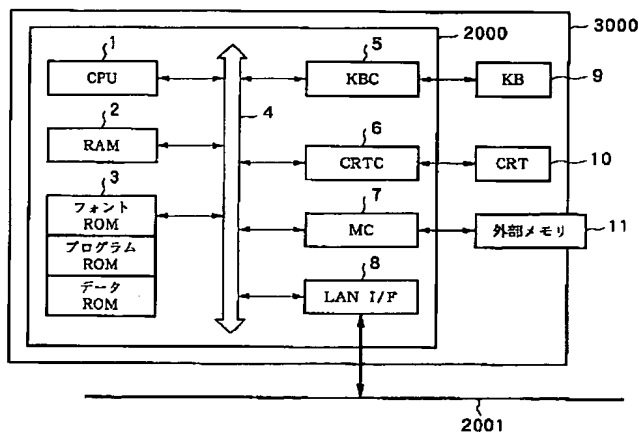 2000
3000
1
CPU
2
RAM
3
フォント
ROM
プログラム
ROM
データ
ROM
4
5
KBC
KB
9
6
CRTC
CRT
10
7
MC
外部メモリ
11
8
LAN I/F
2001